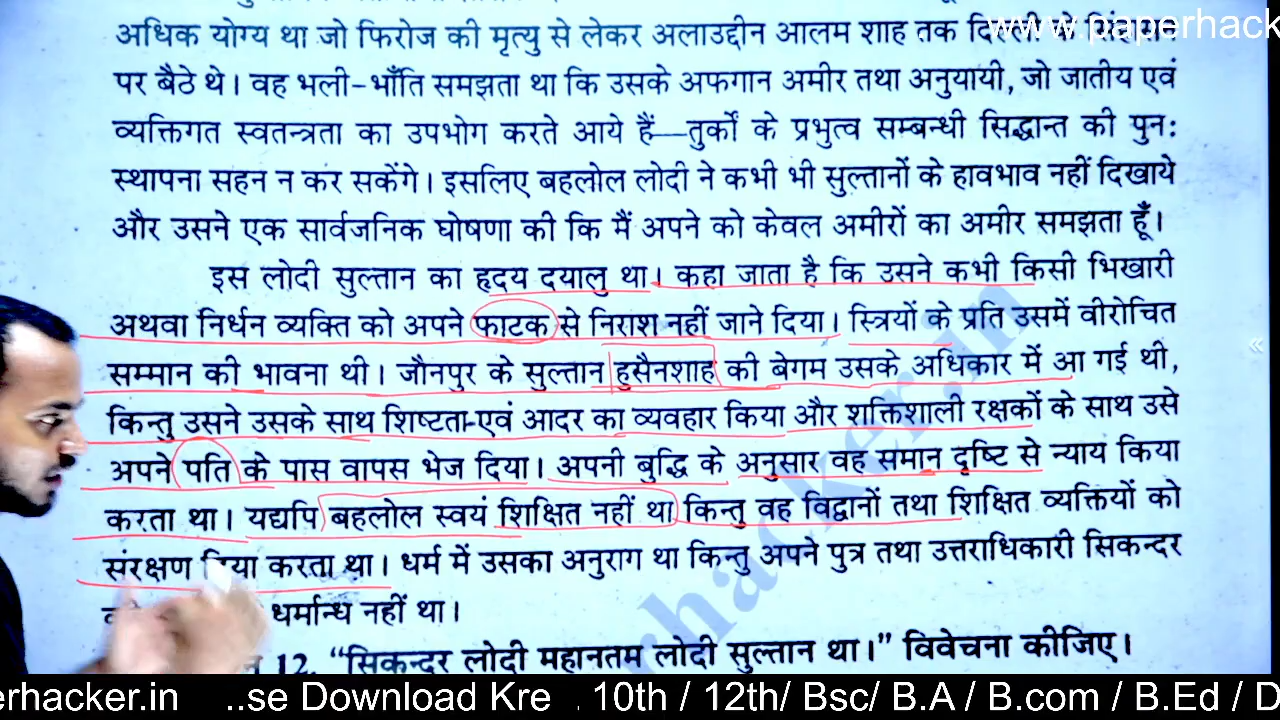 www.paperhack
अधिक योग्य था जो फिरोज की मृत्यु से लेकर अलाउद्दीन आलम शाह तक
पर बैठे थे। वह भली-भाँति समझता था कि उसके अफगान अमीर तथा अनुयायी, जो जातीय एवं
व्यक्तिगत स्वतन्त्रता का उपभोग करते आये हैं—तुर्कों के प्रभुत्व सम्बन्धी सिद्धान्त की पुन:
स्थापना सहन न कर सकेंगे। इसलिए बहलोल लोदी ने कभी भी सुल्तानों के हावभाव नहीं दिखाये
और उसने एक सार्वजनिक घोषणा की कि मैं अपने को केवल अमीरों का अमीर समझता हूँ।
इस लोदी सुल्तान का हृदय दयालु था। कहा जाता है कि उसने कभी किसी भिखारी
अथवा निर्धन व्यक्ति को अपने फाटक से निराश नहीं जाने दिया। स्त्रियों के प्रति उसमें वीरोचित
सम्मान की भावना थी। जौनपुर के सुल्तान हुसैनशाह की बेगम उसके अधिकार में आ गई थी,
किन्तु उसने उसके साथ शिष्टता-एवं आदर का व्यवहार किया और शक्तिशाली रक्षकों के साथ उसे
अपने पति के पास वापस भेज दिया। अपनी बुद्धि के अनुसार वह समान दृष्टि से न्याय किया
करता था। यद्यपि बहलोल स्वयं शिक्षित नहीं था किन्तु वह विद्वानों तथा शिक्षित व्यक्तियों को
संरक्षण दिया करता था। धर्म में उसका अनुराग था किन्तु अपने पुत्र तथा उत्तराधिकारी सिकन्दर
धर्मान्ध नहीं था।
12. “सिकन्दर लोदी महानतम लोदी सुल्तान था।” विवेचना कीजिए।
perhacker.in ..se Download Kre . 10th / 12th/ Bsc/ B.A / B.com / B.Ed / D